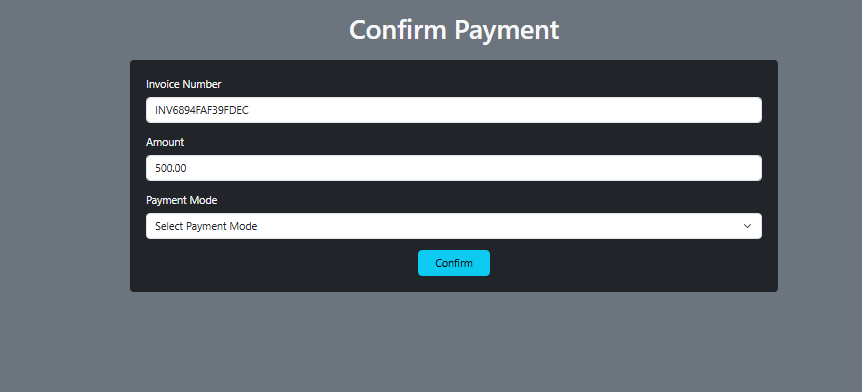 Confirm Payment
Invoice Number
INV6894FAF39FDEC
Amount
500.00
Payment Mode
Select Payment Mode
Confirm